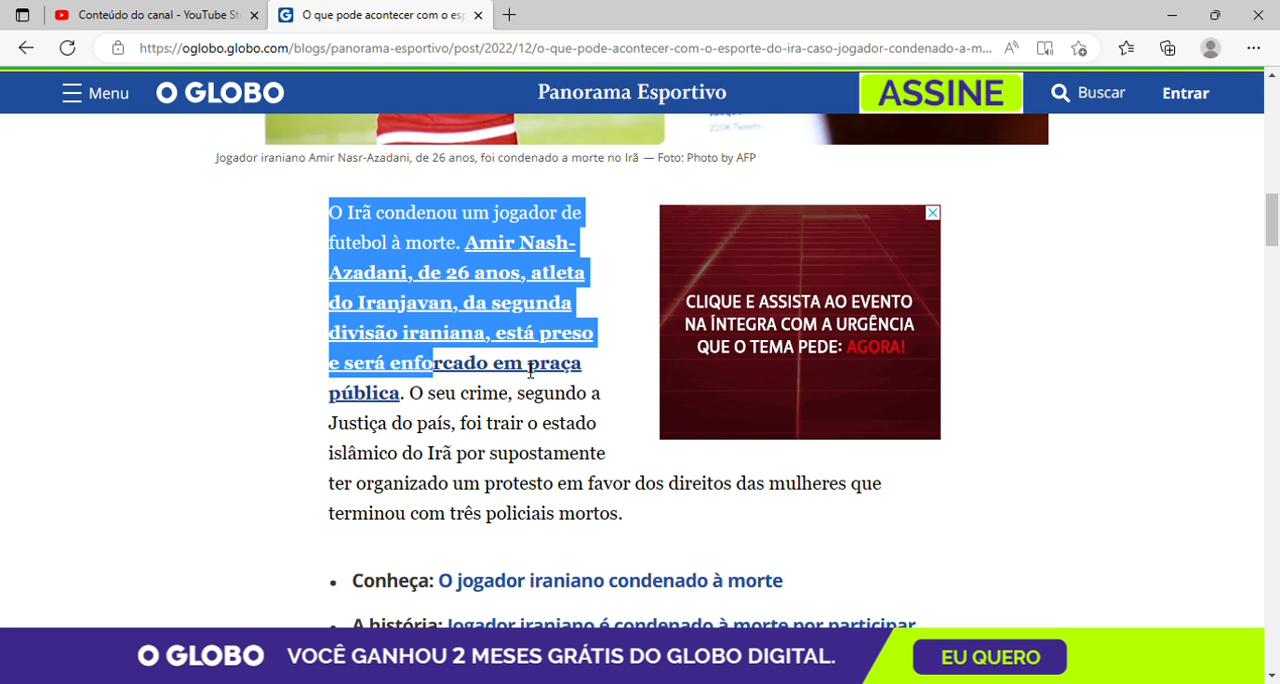 Conteúdo do canal - YouTube St
O que pode acontecer com o esp
https://oglobo.globo.com/blogs/panorama-esportivo/post/2022/12/o-que-pode-acontecer-com-o-esporte-do-ira-caso-jogador-condenado-a-m...
Menu
O GLOBO
Panorama Esportivo
ASSINE
Buscar
Entrar
220K Tweets
Jogador iraniano Amir Nasr-Azadani, de 26 anos, foi condenado a morte no Irã — Foto: Photo by AFP
O Irã condenou um jogador de
futebol à morte. Amir Nash-
Azadani, de 26 anos, atleta
do Iranjavan, da segunda
divisão iraniana, está preso
e será enforcado em praça
pública. O seu crime, segundo a
Justiça do país, foi trair o estado
islâmico do Irã por supostamente
ter organizado um protesto em favor dos direitos das mulheres que
terminou com três policiais mortos.
CLIQUE E ASSISTA AO EVENTO
NA ÍNTEGRA COM A URGÊNCIA
QUE O TEMA PEDE: AGORA!
• Conheça: O jogador iraniano condenado à morte
• A história: Jogador iraniano é condenado à morte por participar
O GLOBO VOCÊ GANHOU 2 MESES GRÁTIS DO GLOBO DIGITAL.
EU QUERO